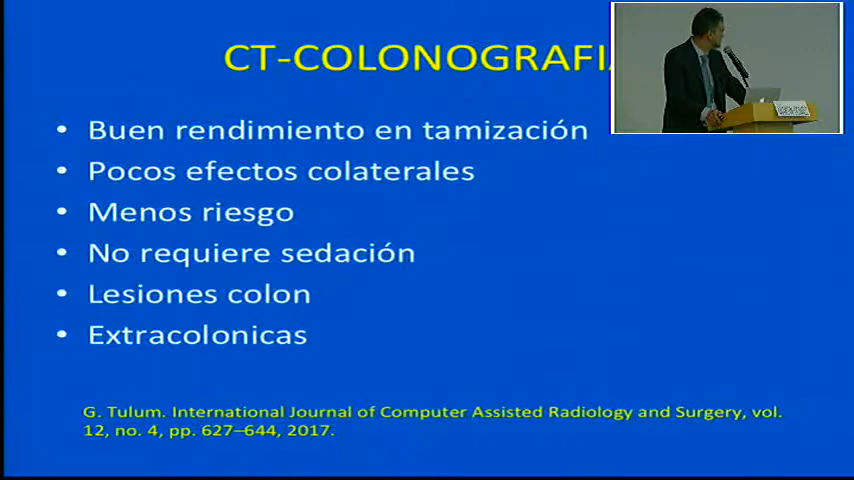 CT-COLONOGRAFIA
• Buen rendimiento en tamización
• Pocos efectos colaterales
• Menos riesgo
• No requiere sedación
• Lesiones colon
• Extracolonicas
G. Tulum. International Journal of Computer Assisted Radiology and Surgery, vol.
12, no. 4, pp. 627–644, 2017.